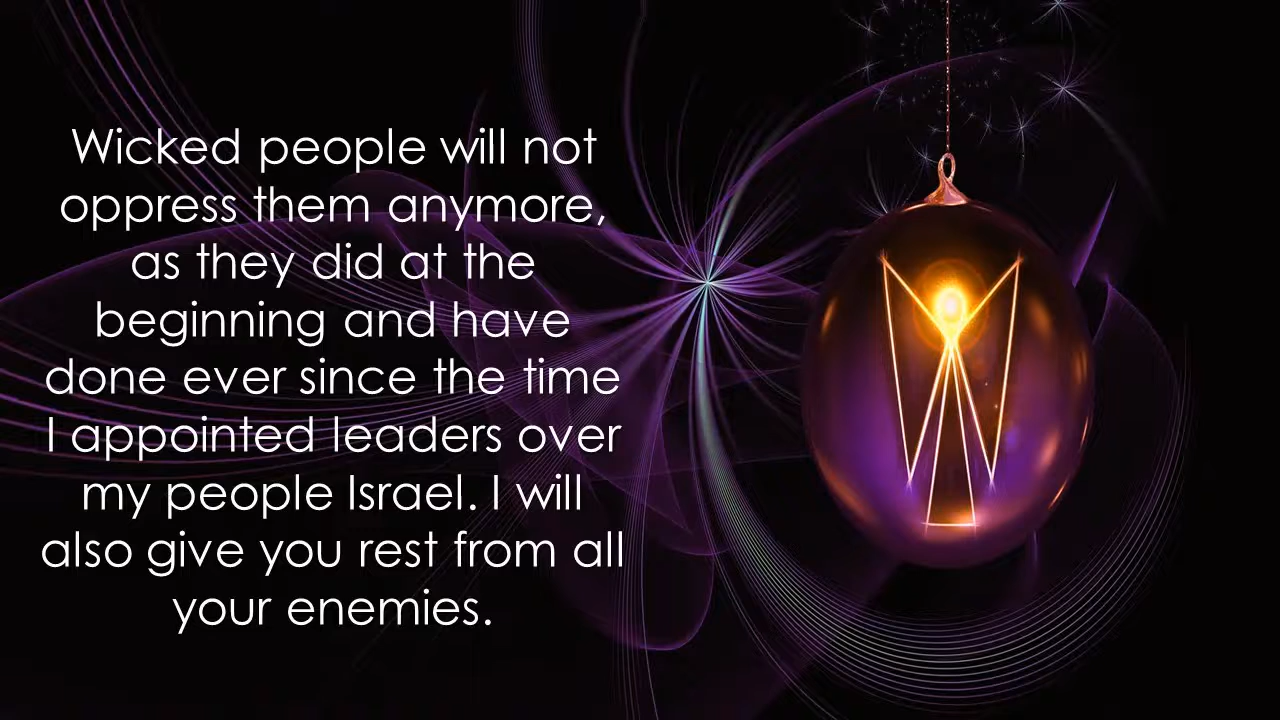 Wicked people will not
oppress them anymore,
as they did at the
beginning and have
done ever since the time
I appointed leaders over
my people Israel. I will
also give you rest from all
your enemies.